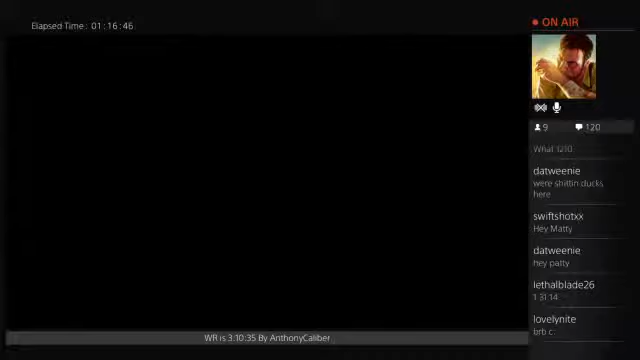 Elapsed Time : 01:16:46
ON AIR
9
120
What 1210
datweenie
were shittin ducks
here
swiftshotxx
Hey Matty
datweenie
hey patty
lethalblade26
1 31 14
lovelynite
brb c:
WR is 3:10:35 By AnthonyCaliber